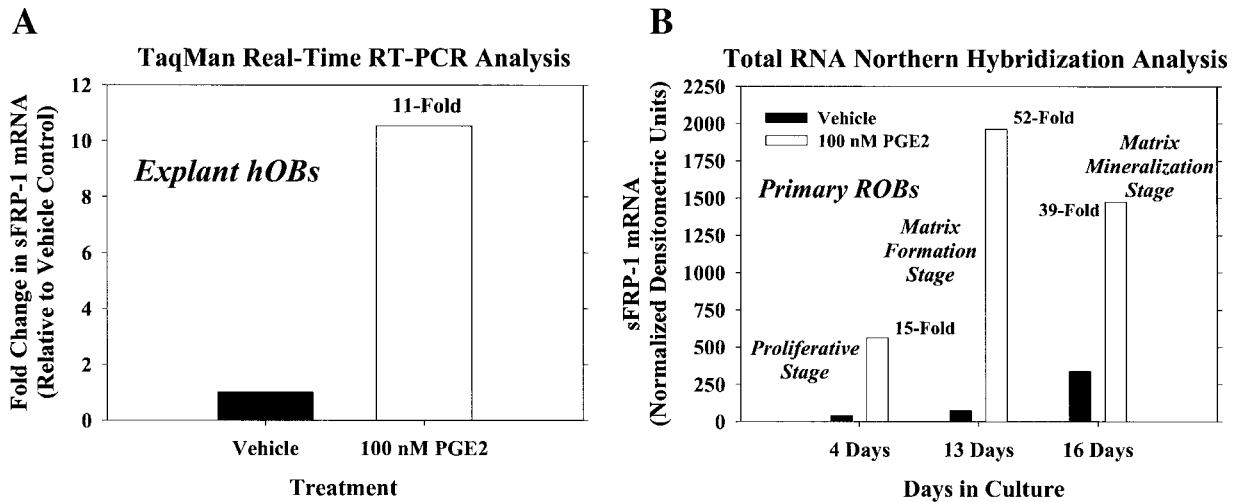 A
TaqMan Real-Time RT-PCR Analysis
Fold Change in sFRP-1 mRNA
(Relative to Vehicle Control)
12
10
8
6
4
2
0
11-Fold
Explant hOBs
Vehicle
100 nM PGE2
Treatment
B
Total RNA Northern Hybridization Analysis
sFRP-1 mRNA
(Normalized Densitometric Units)
2250
2000
1750
1500
1250
1000
750
500
250
0
Vehicle
100 nM PGE2
Primary ROBs
Proliferative
Stage
15-Fold
Matrix
Formation
Stage
52-Fold
39-Fold
Matrix
Mineralization
Stage
4 Days
13 Days
16 Days
Days in Culture